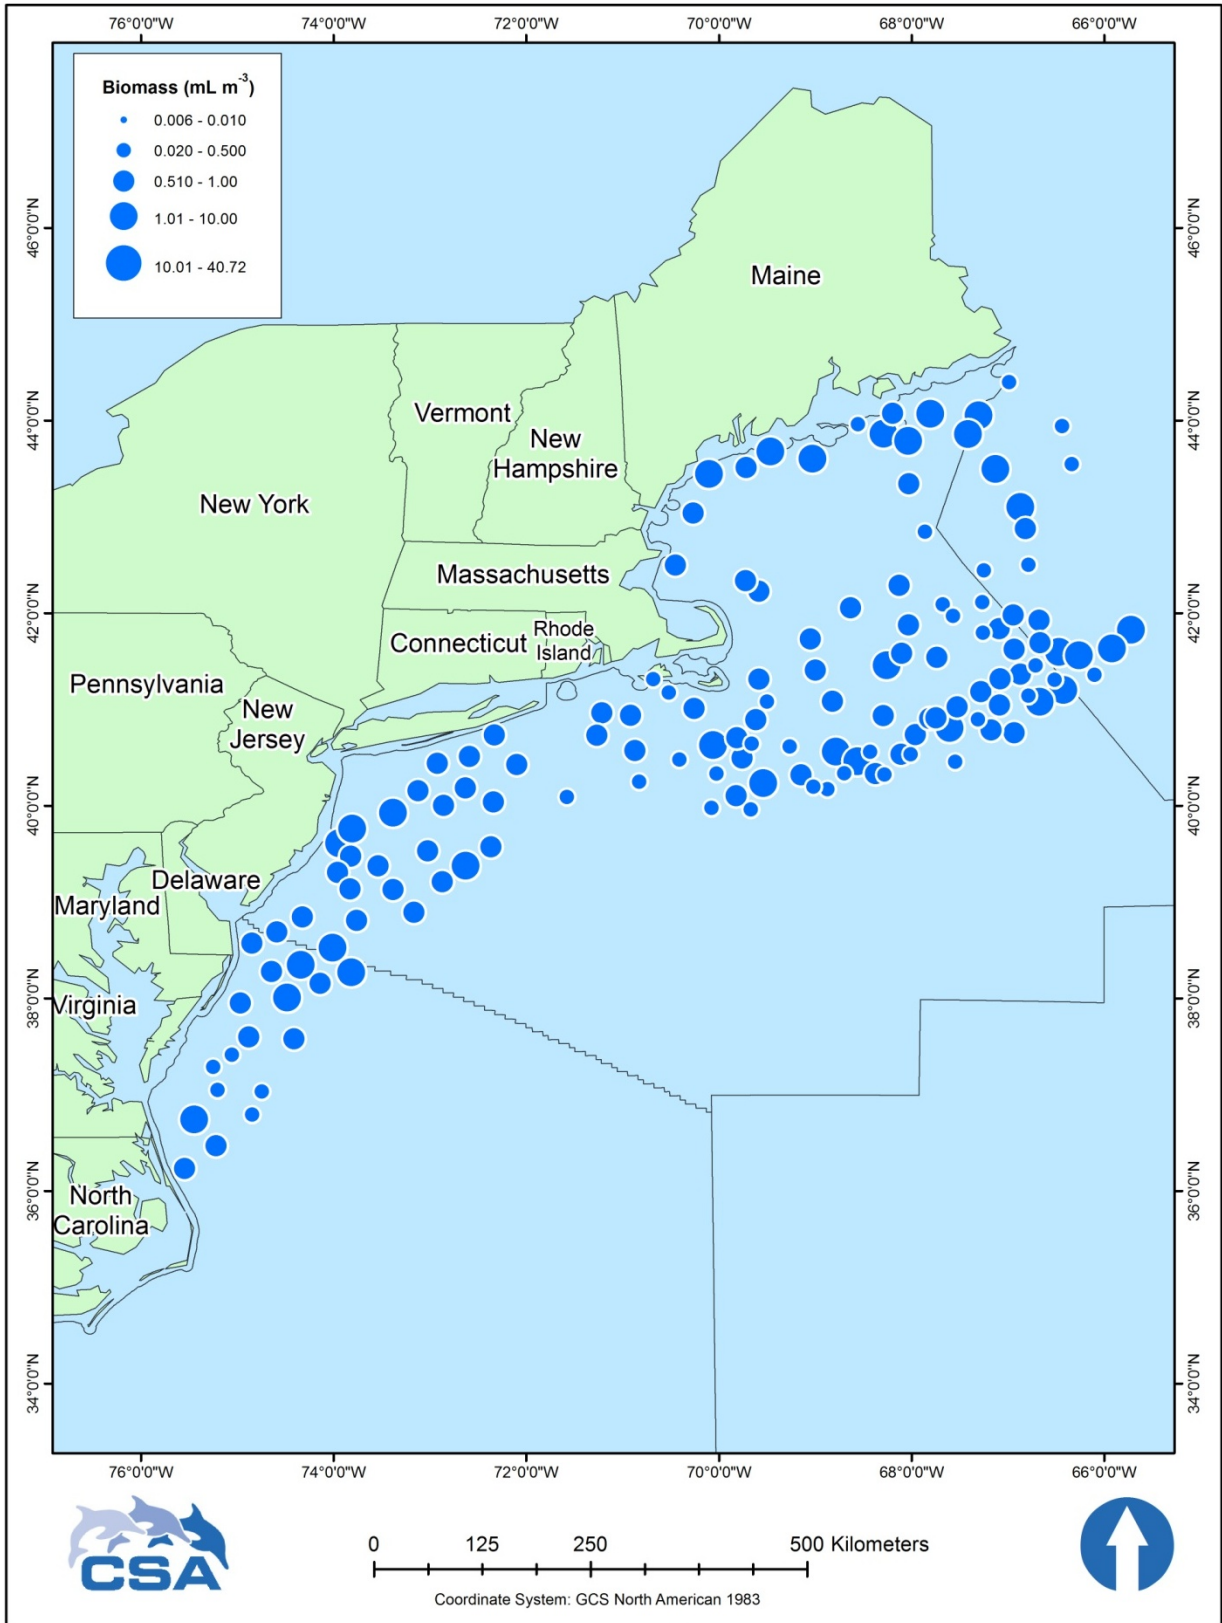 76°0'0"W 74°0'0"W 72°0'0"W 70°0'0"W 68°0'0"W 66°0'0"W
Biomass (mL m-3)
0.006 - 0.010
0.020 - 0.500
0.510 - 1.00
1.01 - 10.00
10.01 - 40.72
46°0'0"N
46°0'0"N
Maine
44°0'0"N
44°0'0"N
Vermont
New
Hampshire
New York
Massachusetts
42°0'0"N
42°0'0"N
Connecticut
Rhode
Island
Pennsylvania
New
Jersey
40°0'0"N
40°0'0"N
Delaware
Maryland
38°0'0"N
38°0'0"N
Virginia
36°0'0"N
36°0'0"N
North
Carolina
34°0'0"N
34°0'0"N
76°0'0"W 74°0'0"W 72°0'0"W 70°0'0"W 68°0'0"W 66°0'0"W
CSA
0 125 250 500 Kilometers
Coordinate System: GCS North American 1983